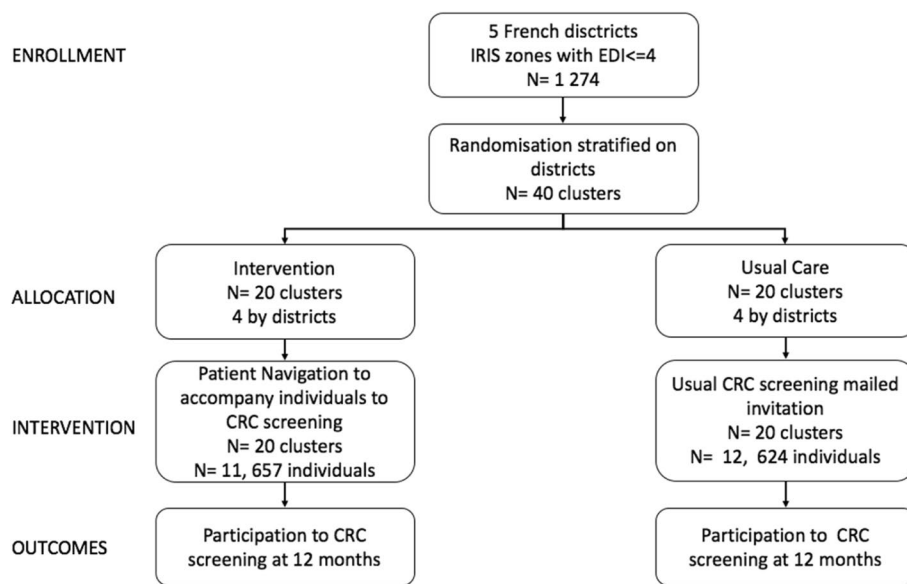 ENROLLMENT
5 French disctricts
IRIS zones with EDI<=4
N= 1 274
Randomisation stratified on
districts
N= 40 clusters
ALLOCATION
Intervention
N= 20 clusters
4 by districts
Usual Care
N= 20 clusters
4 by districts
INTERVENTION
Patient Navigation to
accompany individuals to
CRC screening
N= 20 clusters
N= 11, 657 individuals
Usual CRC screening mailed
invitation
N= 20 clusters
N= 12, 624 individuals
OUTCOMES
Participation to CRC
screening at 12 months
Participation to CRC
screening at 12 months